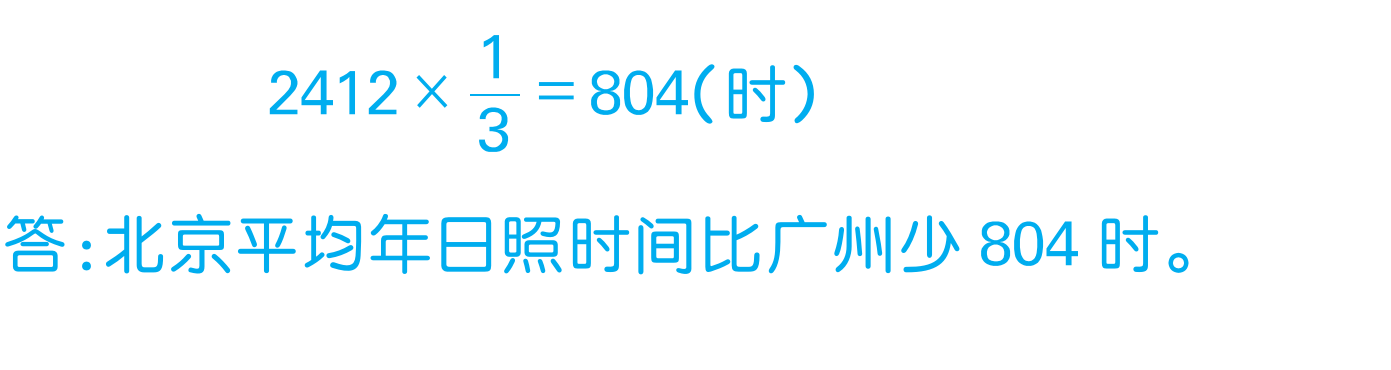 2412 × 1/3 = 804(时)
答:北京平均年日照时间比广州少 804 时。